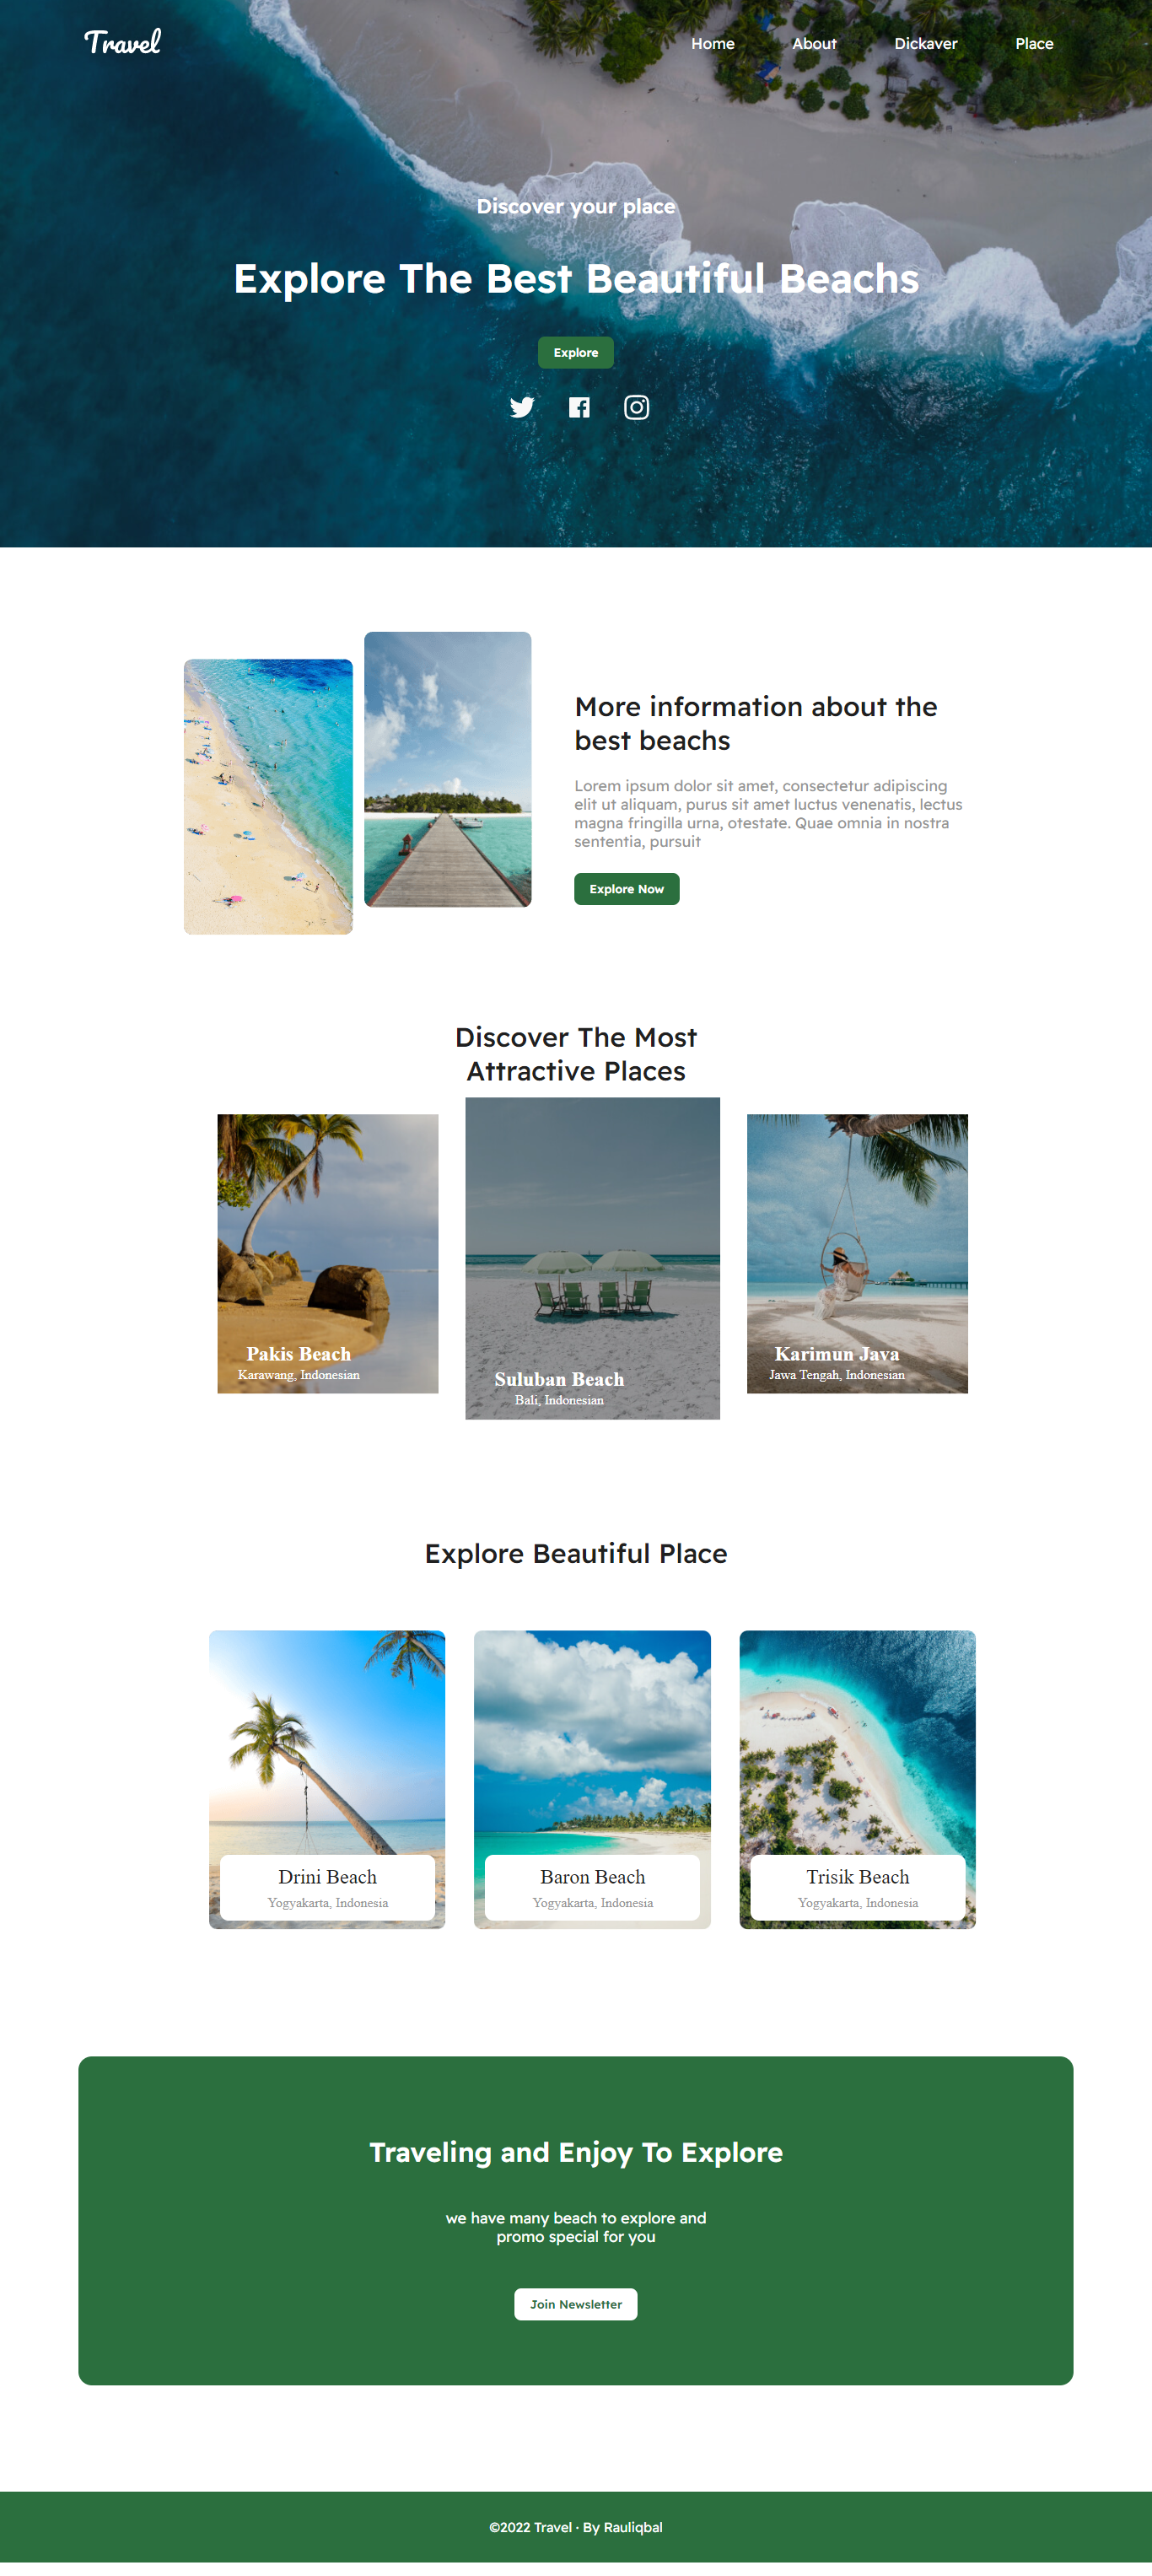 Travel
Home
About
Dickaver
Place
Discover your place
Explore The Best Beautiful Beachs
Explore
More information about the
best beachs
Lorem ipsum dolor sit amet, consectetur adipiscing
elit ut aliquam, purus sit amet luctus venenatis, lectus
magna fringilla urna, otestate. Quae omnia in nostra
sententia, pursuit
Explore Now
Discover The Most
Attractive Places
Pakis Beach
Karawang, Indonesian
Suluban Beach
Bali, Indonesian
Karimun Java
Jawa Tengah, Indonesian
Explore Beautiful Place
Drini Beach
Yogyakarta, Indonesia
Baron Beach
Yogyakarta, Indonesia
Trisik Beach
Yogyakarta, Indonesia
Traveling and Enjoy To Explore
we have many beach to explore and
promo special for you
Join Newsletter
©2022 Travel · By Rauliqbal